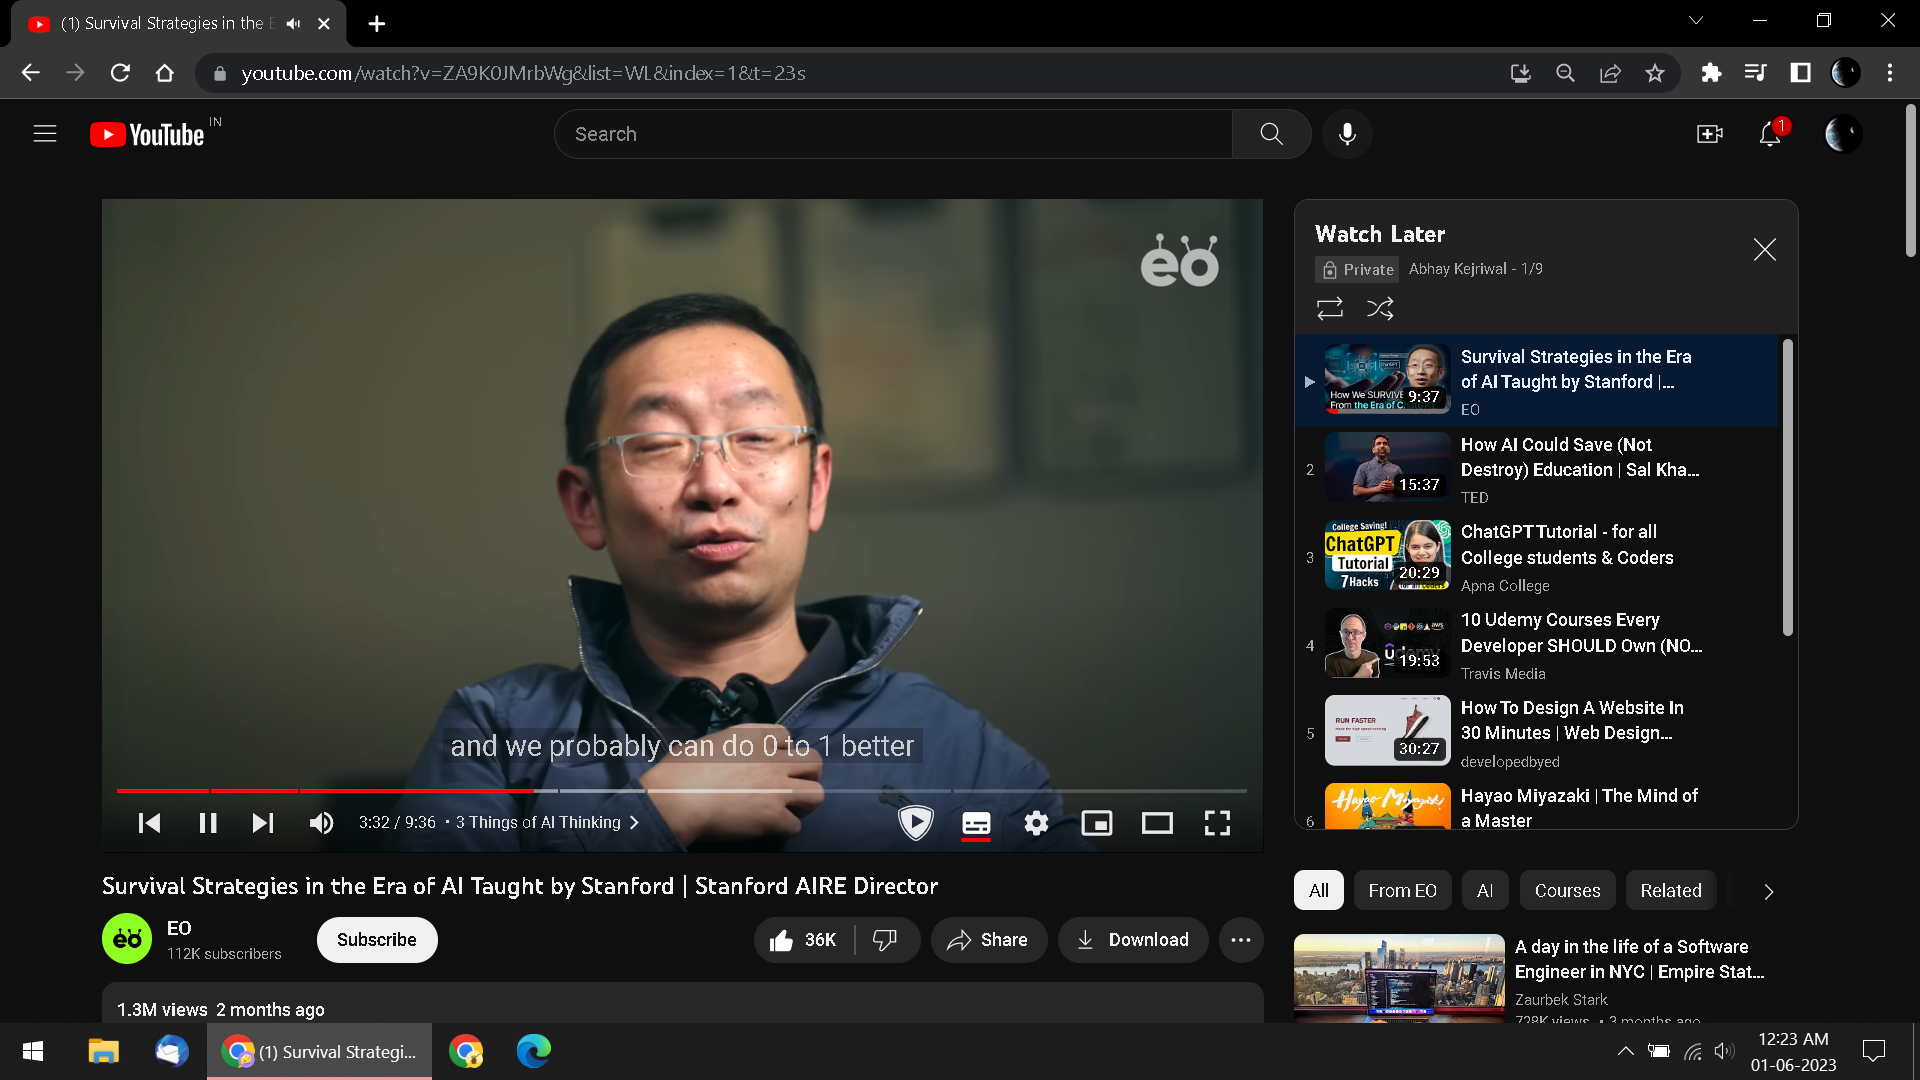 (1) Survival Strategies in the E
youtube.com/watch?v=ZA9K0JMrbWg&list=WL&index=1&t=23s
YouTube IN
Search
1
eo
and we probably can do 0 to 1 better
3:32 / 9:36 • 3 Things of AI Thinking
Survival Strategies in the Era of AI Taught by Stanford | Stanford AIRE Director
eo
EO
112K subscribers
Subscribe
36K
Share
Download
1.3M views 2 months ago
Watch Later
Private
Abhay Kejriwal - 1/9
How We SURVIVE
From the Era of C
9:37
Survival Strategies in the Era
of AI Taught by Stanford |...
EO
2
15:37
How AI Could Save (Not
Destroy) Education | Sal Kha...
TED
3
College Saving!
ChatGPT
Tutorial
7 Hacks
20:29
ChatGPT Tutorial - for all
College students & Coders
Apna College
4
aws
19:53
10 Udemy Courses Every
Developer SHOULD Own (NO...
Travis Media
5
RUN FASTER
30:27
How To Design A Website In
30 Minutes | Web Design...
developedbyed
6
Hayao Miyazaki
Hayao Miyazaki | The Mind of
a Master
All
From EO
AI
Courses
Related
A day in the life of a Software
Engineer in NYC | Empire Stat...
Zaurbek Stark
728K views • 3 months ago
(1) Survival Strategi...
12:23 AM
01-06-2023